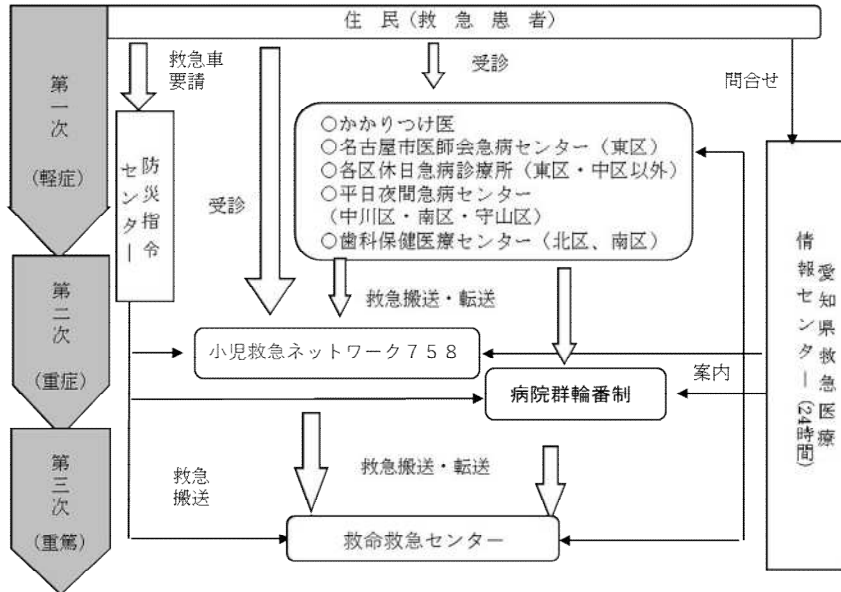 住民(救急患者)
第一次
(軽症)
第二次
(重症)
第三次
(重篤)
救急車
要請
防災指令
センター
受診
受診
問合せ
○かかりつけ医
○名古屋市医師会急病センター（東区）
○各区休日急病診療所（東区・中区以外）
○平日夜間急病センター
（中川区・南区・守山区）
○歯科保健医療センター（北区、南区）
愛知県救急医療
情報センター(24時間)
救急搬送・転送
小児救急ネットワーク７５８
案内
病院群輪番制
救急
搬送
救急搬送・転送
救命救急センター